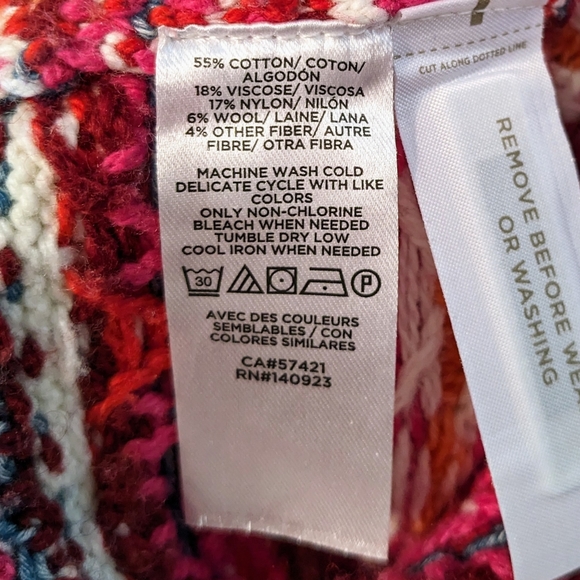 55% COTTON/ COTON/
ALGODÓN
18% VISCOSE/ VISCOSA
17% NYLON/ NILÓN
6% WOOL/ LAINE/ LANA
4% OTHER FIBER/ AUTRE
FIBRE/ OTRA FIBRA
MACHINE WASH COLD
DELICATE CYCLE WITH LIKE
COLORS
ONLY NON-CHLORINE
BLEACH WHEN NEEDED
TUMBLE DRY LOW
COOL IRON WHEN NEEDED
30 P
AVEC DES COULEURS
SEMBLABLES / CON
COLORES SIMILARES
CA#57421
RN#140923
CUT ALONG DOTTED LINE
REMOVE BEFORE WEA
OR WASHING